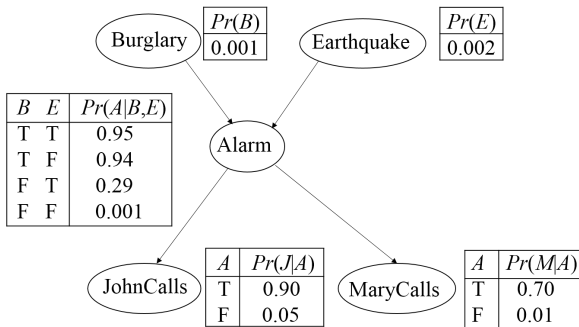 Burglary
Pr(B)
0.001
Earthquake
Pr(E)
0.002
B E Pr(A|B,E)
T T 0.95
T F 0.94
F T 0.29
F F 0.001
Alarm
JohnCalls
A Pr(J|A)
T 0.90
F 0.05
MaryCalls
A Pr(M|A)
T 0.70
F 0.01